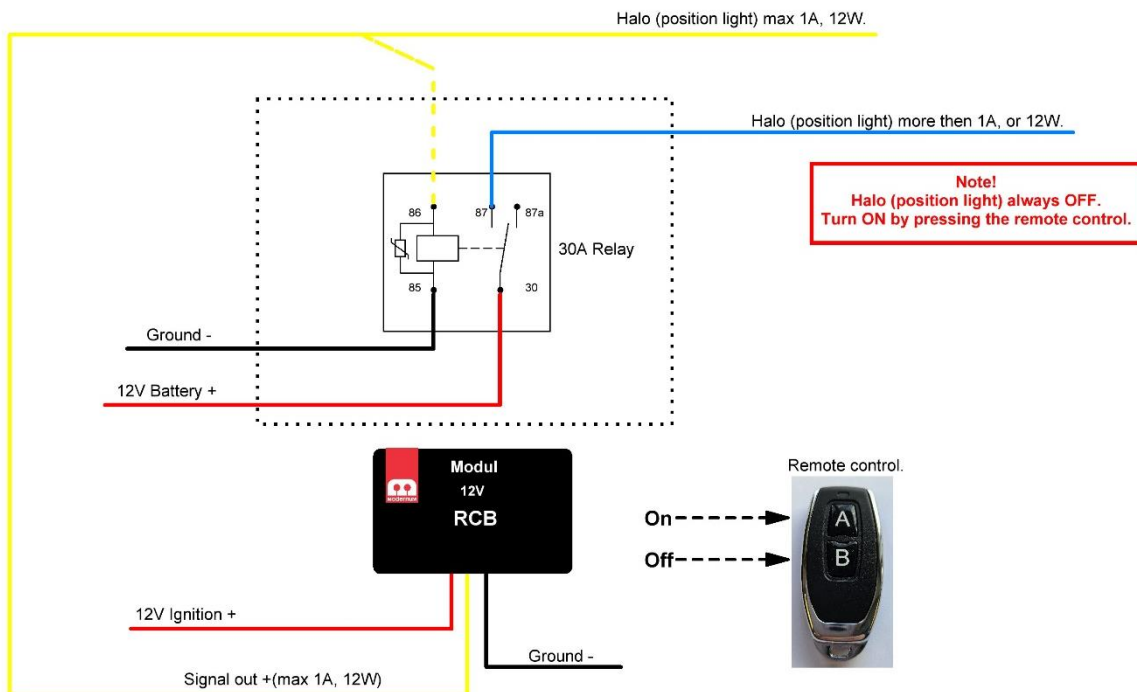 Halo (position light) max 1A, 12W.
Halo (position light) more then 1A, or 12W.
Note!
Halo (position light) always OFF.
Turn ON by pressing the remote control.
86
87
87a
30A Relay
85
30
Ground -
12V Battery +
Modul
12V
RCB
MODERNUM
Remote control.
On
A
Off
B
12V Ignition +
Ground -
Signal out +(max 1A, 12W)